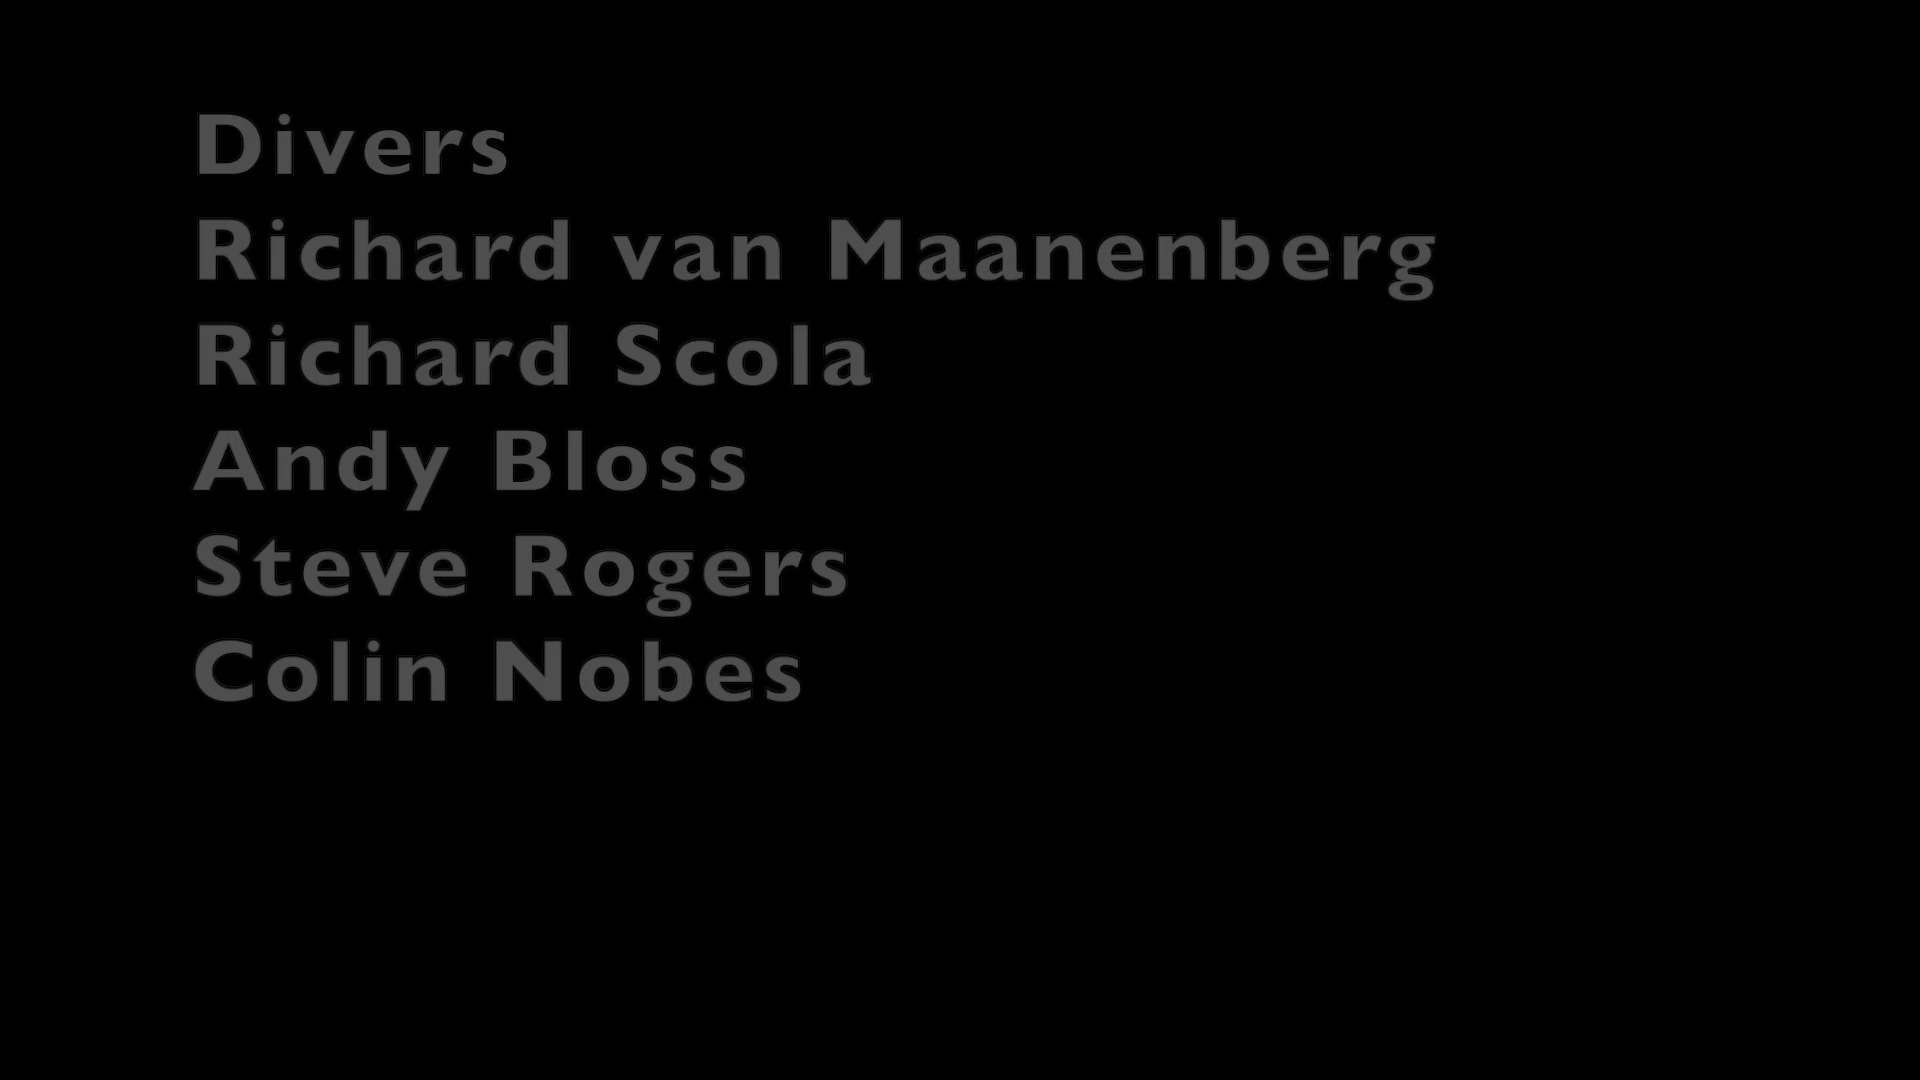 Divers
Richard van Maanenberg
Richard Scola
Andy Bloss
Steve Rogers
Colin Nobes